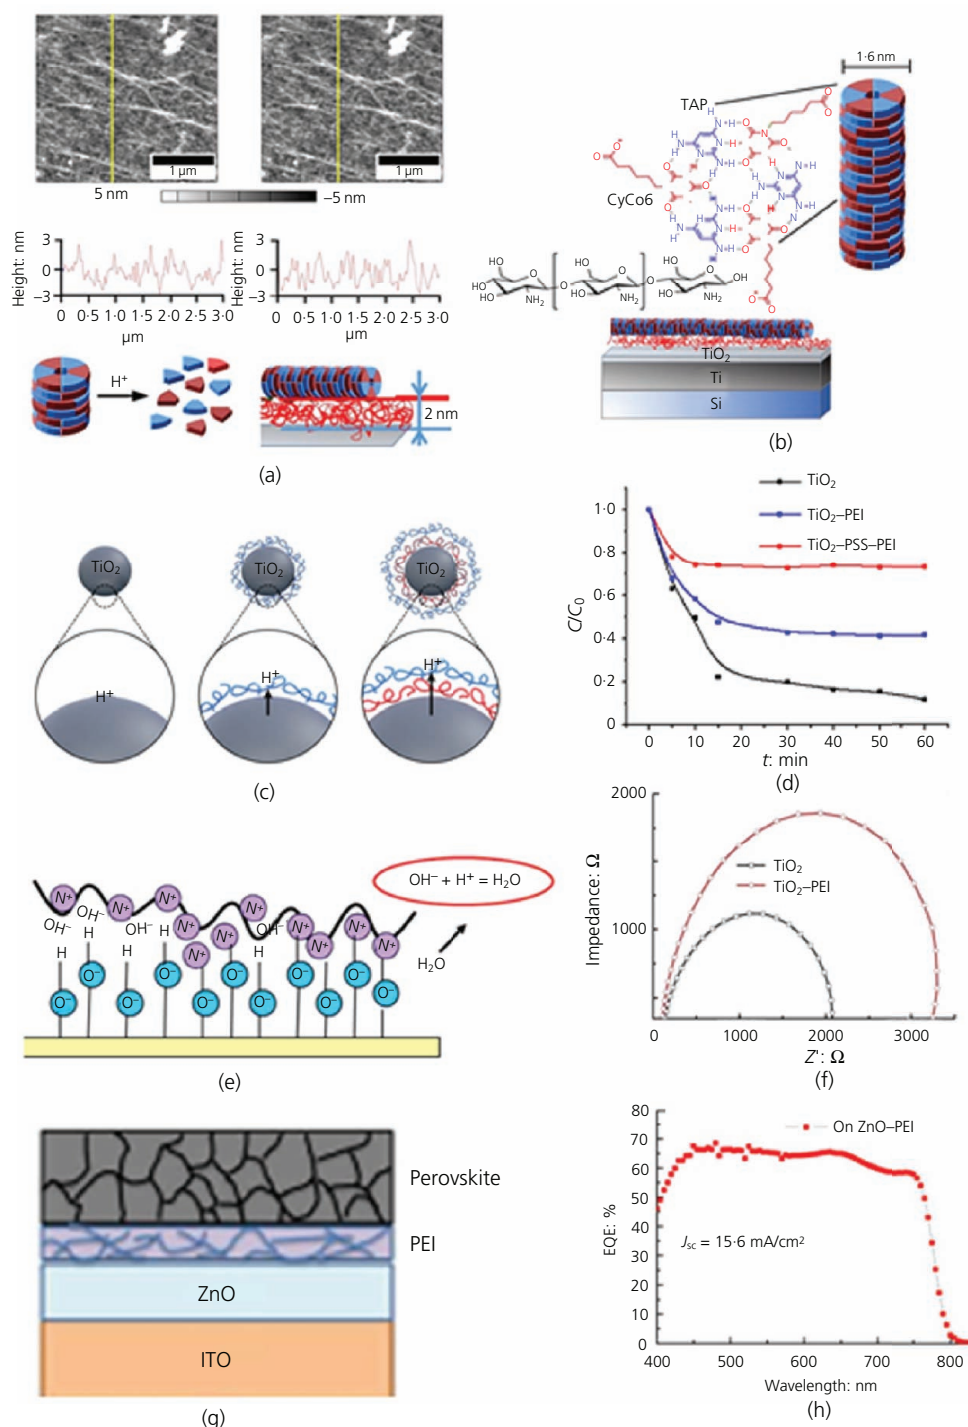 1 µm
1 µm
5 nm
−5 nm
Height: nm
3
0
−3
0 0·5 1·0 2·0 3·0
µm
Height: nm
3
0
−3
0 0.5 1·0 1·5 2·0 3·0
µm
H+
2 nm
(a)
1·6 nm
TAP
CyCo6
TiO2
Ti
Si
(b)
TiO2
TiO2
TiO2
H+
H+
H+
(c)
TiO2
TiO2–PEI
TiO2–PSS–PEI
C/C0
1·0
0·8
0·6
0·4
0·2
0
0 10 20 30 40 50 60
t: min
(d)
OH− + H+ = H2O
N+ N+ N+ N+ N+ N+ N+ N+ N+ N+
OH− OH− OH− OH−
H H H H H
H2O
O− O− O− O− O− O− O− O− O−
(e)
2000
1000
0
Impedance: Ω
TiO2
TiO2–PEI
0 1000 2000 3000
Z': Ω
(f)
Perovskite
PEI
ZnO
ITO
(g)
80
70
60
50
40
30
20
10
0
EQE: %
On ZnO–PEI
Jsc = 15·6 mA/cm2
400 500 600 700 800
Wavelength: nm
(h)